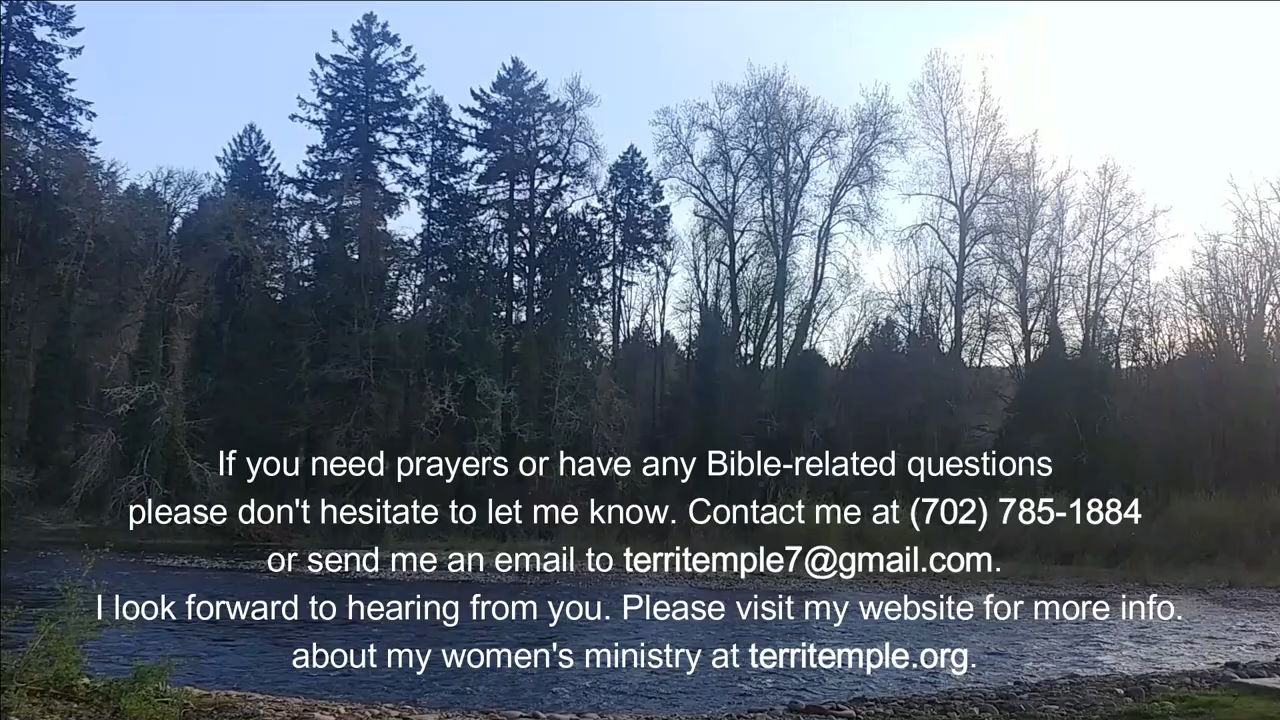 If you need prayers or have any Bible-related questions
please don't hesitate to let me know. Contact me at (702) 785-1884
or send me an email to territemple7@gmail.com.
I look forward to hearing from you. Please visit my website for more info.
about my women's ministry at territemple.org.